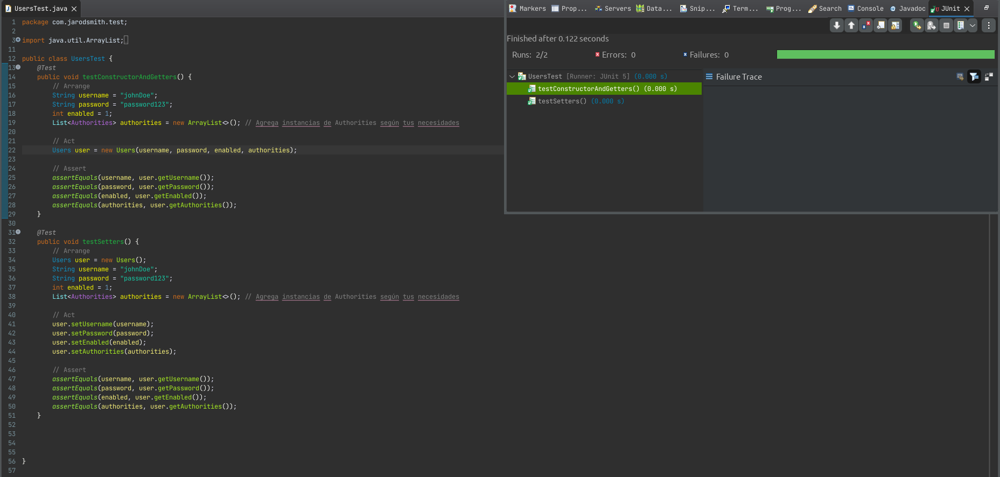 UsersTest.java
1 package com.jarodsmith.test;
2
3 import java.util.ArrayList;
11
12 public class UsersTest {
13 @Test
14 public void testConstructorAndGetters() {
15 // Arrange
16 String username = "johnDoe";
17 String password = "password123";
18 int enabled = 1;
19 List<Authorities> authorities = new ArrayList<>(); // Agrega instancias de Authorities según tus necesidades
20
21 // Act
22 Users user = new Users(username, password, enabled, authorities);
23
24 // Assert
25 assertEquals(username, user.getUsername());
26 assertEquals(password, user.getPassword());
27 assertEquals(enabled, user.getEnabled());
28 assertEquals(authorities, user.getAuthorities());
29 }
30
31 @Test
32 public void testSetters() {
33 // Arrange
34 Users user = new Users();
35 String username = "johnDoe";
36 String password = "password123";
37 int enabled = 1;
38 List<Authorities> authorities = new ArrayList<>(); // Agrega instancias de Authorities según tus necesidades
39
40 // Act
41 user.setUsername(username);
42 user.setPassword(password);
43 user.setEnabled(enabled);
44 user.setAuthorities(authorities);
45
46 // Assert
47 assertEquals(username, user.getUsername());
48 assertEquals(password, user.getPassword());
49 assertEquals(enabled, user.getEnabled());
50 assertEquals(authorities, user.getAuthorities());
51 }
52
53
54
55
56 }
57
Markers Prop... Servers Data... Snip... Term... Prog... Search Console @ Javadoc JUnit
Finished after 0.122 seconds
Runs: 2/2 Errors: 0 Failures: 0
UsersTest [Runner: JUnit 5] (0.000 s)
testConstructorAndGetters() (0.000 s)
testSetters() (0.000 s)
Failure Trace